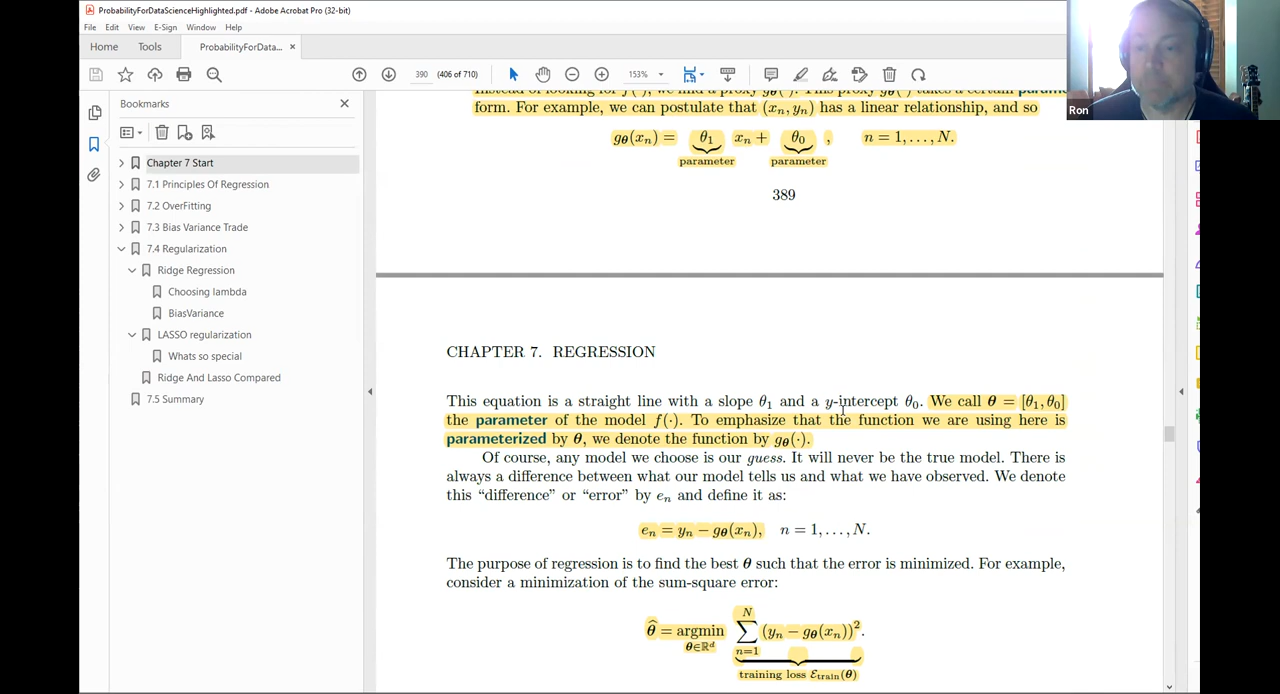 ProbabilityForDataScienceHighlighted.pdf - Adobe Acrobat Pro (32-bit)
File Edit View E-Sign Window Help
Home Tools ProbabilityForData... ×
390 (406 of 710) 153%
Bookmarks
Chapter 7 Start
7.1 Principles Of Regression
7.2 OverFitting
7.3 Bias Variance Trade
7.4 Regularization
Ridge Regression
Choosing lambda
BiasVariance
LASSO regularization
Whats so special
Ridge And Lasso Compared
7.5 Summary
form. For example, we can postulate that (xₙ, yₙ) has a linear relationship, and so
g_θ(xₙ) = θ₁ xₙ + θ₀ , n = 1, . . . , N.
parameter parameter
389
CHAPTER 7. REGRESSION
This equation is a straight line with a slope θ₁ and a y-intercept θ₀. We call θ = [θ₁, θ₀]
the parameter of the model f(·). To emphasize that the function we are using here is
parameterized by θ, we denote the function by g_θ(·).
Of course, any model we choose is our guess. It will never be the true model. There is
always a difference between what our model tells us and what we have observed. We denote
this “difference” or “error” by eₙ and define it as:
eₙ = yₙ − g_θ(xₙ), n = 1, . . . , N.
The purpose of regression is to find the best θ such that the error is minimized. For example,
consider a minimization of the sum-square error:
θ̂ = argmin θ∈ℝᵈ ∑ₙ₌₁ᴺ (yₙ − g_θ(xₙ))².
training loss ℰ_train(θ)
Ron